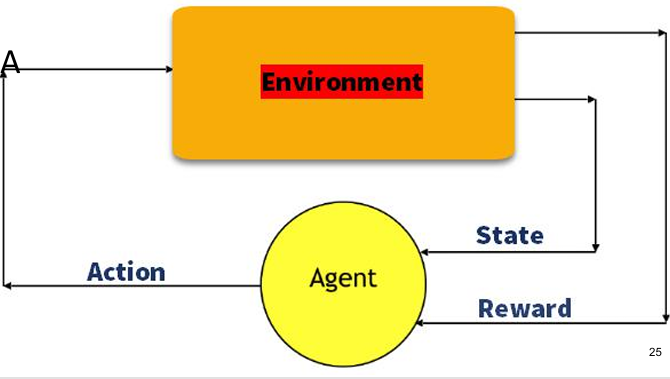 A
Environment
State
Agent
Action
Reward
25